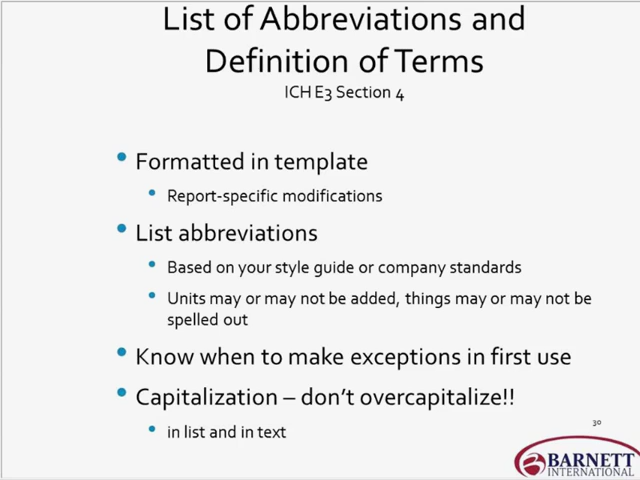 List of Abbreviations and
Definition of Terms
ICH E3 Section 4
• Formatted in template
• Report-specific modifications
• List abbreviations
• Based on your style guide or company standards
• Units may or may not be added, things may or may not be
spelled out
• Know when to make exceptions in first use
• Capitalization – don't overcapitalize!!
• in list and in text
30
BARNETT
INTERNATIONAL